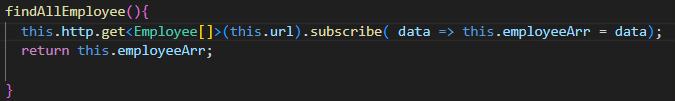 findAllEmployee(){
this.http.get<Employee[]>(this.url).subscribe( data => this.employeeArr = data);
return this.employeeArr;
}